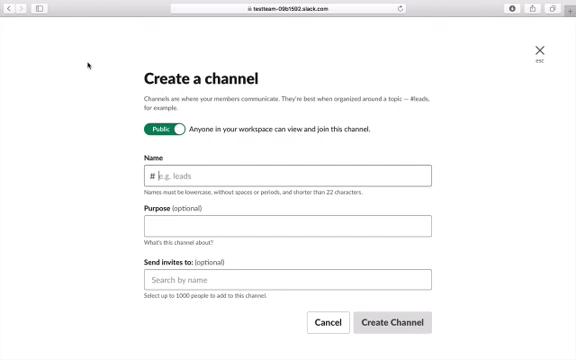 testteam-09b1592.slack.com
esc
Create a channel
Channels are where your members communicate. They're best when organized around a topic — #leads,
for example.
Public Anyone in your workspace can view and join this channel.
Name
# e.g. leads
Names must be lowercase, without spaces or periods, and shorter than 22 characters.
Purpose (optional)
What's this channel about?
Send invites to: (optional)
Search by name
Select up to 1000 people to add to this channel.
Cancel Create Channel